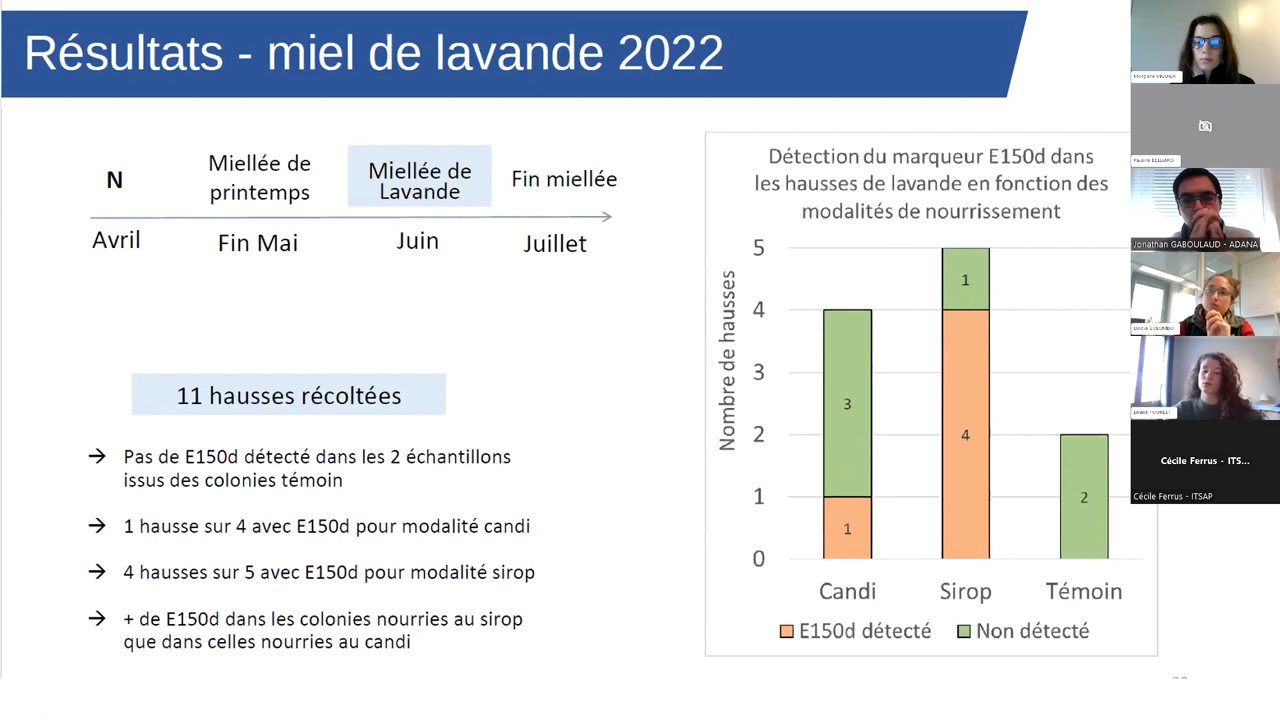 Résultats - miel de lavande 2022
N
Miellée de
printemps
Miellée de
Lavande
Fin miellée
Avril
Fin Mai
Juin
Juillet
11 hausses récoltées
→ Pas de E150d détecté dans les 2 échantillons
issus des colonies témoin
→ 1 hausse sur 4 avec E150d pour modalité candi
→ 4 hausses sur 5 avec E150d pour modalité sirop
→ + de E150d dans les colonies nourries au sirop
que dans celles nourries au candi
Détection du marqueur E150d dans
les hausses de lavande en fonction des
modalités de nourrissement
Nombre de hausses
5
4
3
2
1
0
3
1
1
4
2
Candi
Sirop
Témoin
E150d détecté
Non détecté
Jonathan GABOULAUD - ADANA
Cécile Ferrus - ITS...
Cécile Ferrus - ITSAP